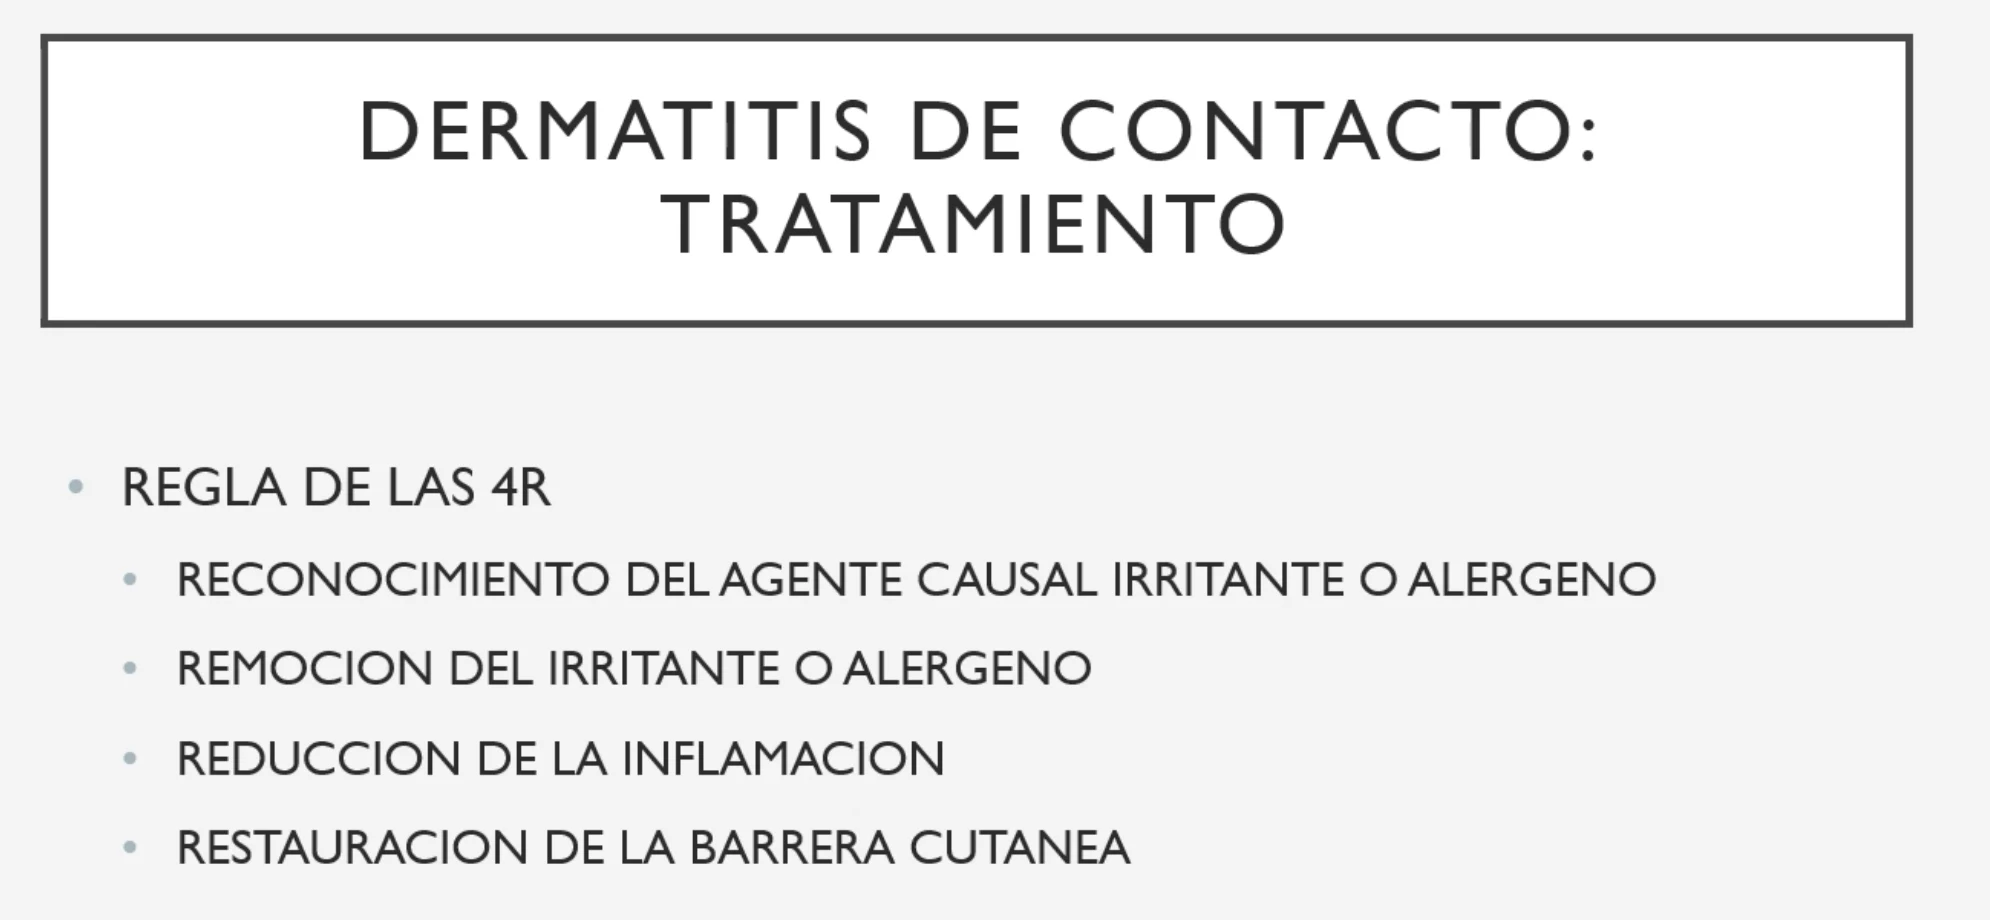 DERMATITIS DE CONTACTO:
TRATAMIENTO
• REGLA DE LAS 4R
• RECONOCIMIENTO DEL AGENTE CAUSAL IRRITANTE O ALERGENO
• REMOCION DEL IRRITANTE O ALERGENO
• REDUCCION DE LA INFLAMACION
• RESTAURACION DE LA BARRERA CUTANEA